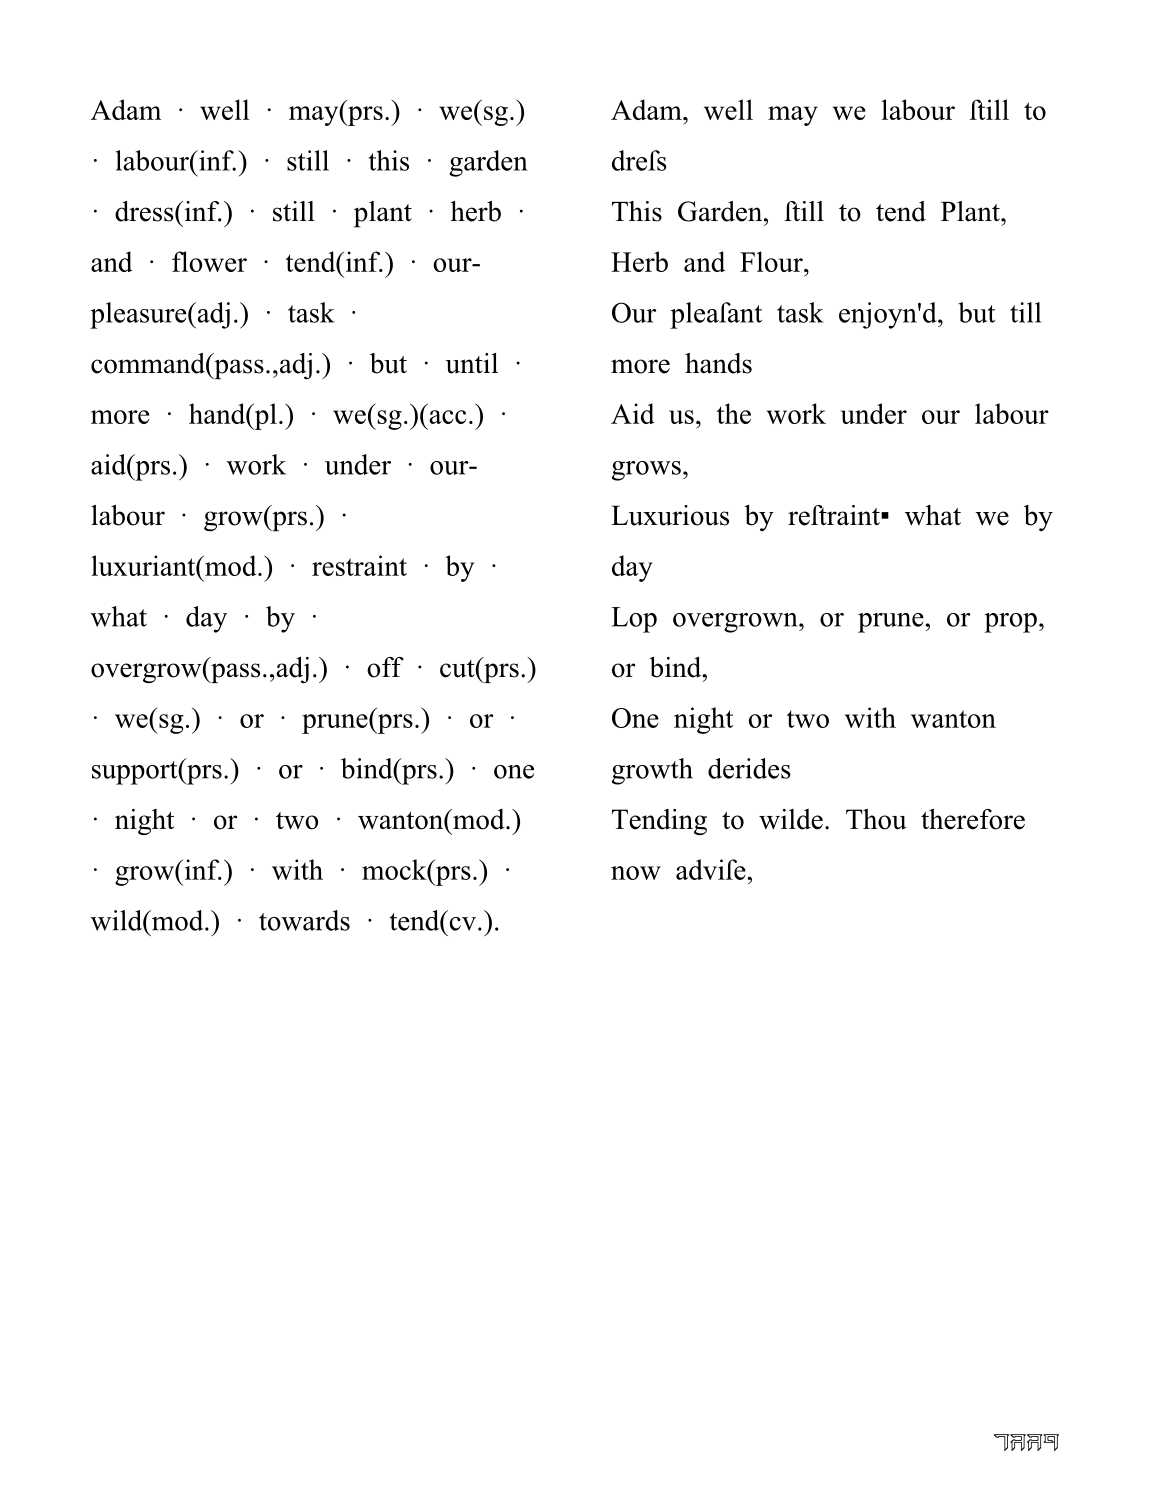 Adam · well · may(prs.) · we(sg.)
· labour(inf.) · still · this · garden
· dress(inf.) · still · plant · herb ·
and · flower · tend(inf.) · our-
pleasure(adj.) · task ·
command(pass.,adj.) · but · until ·
more · hand(pl.) · we(sg.)(acc.) ·
aid(prs.) · work · under · our-
labour · grow(prs.) ·
luxuriant(mod.) · restraint · by ·
what · day · by ·
overgrow(pass.,adj.) · off · cut(prs.)
· we(sg.) · or · prune(prs.) · or ·
support(prs.) · or · bind(prs.) · one
· night · or · two · wanton(mod.)
· grow(inf.) · with · mock(prs.) ·
wild(mod.) · towards · tend(cv.).
Adam, well may we labour ſtill to
dreſs
This Garden, ſtill to tend Plant,
Herb and Flour,
Our pleaſant task enjoyn'd, but till
more hands
Aid us, the work under our labour
grows,
Luxurious by reſtraint▪ what we by
day
Lop overgrown, or prune, or prop,
or bind,
One night or two with wanton
growth derides
Tending to wilde. Thou therefore
now adviſe,